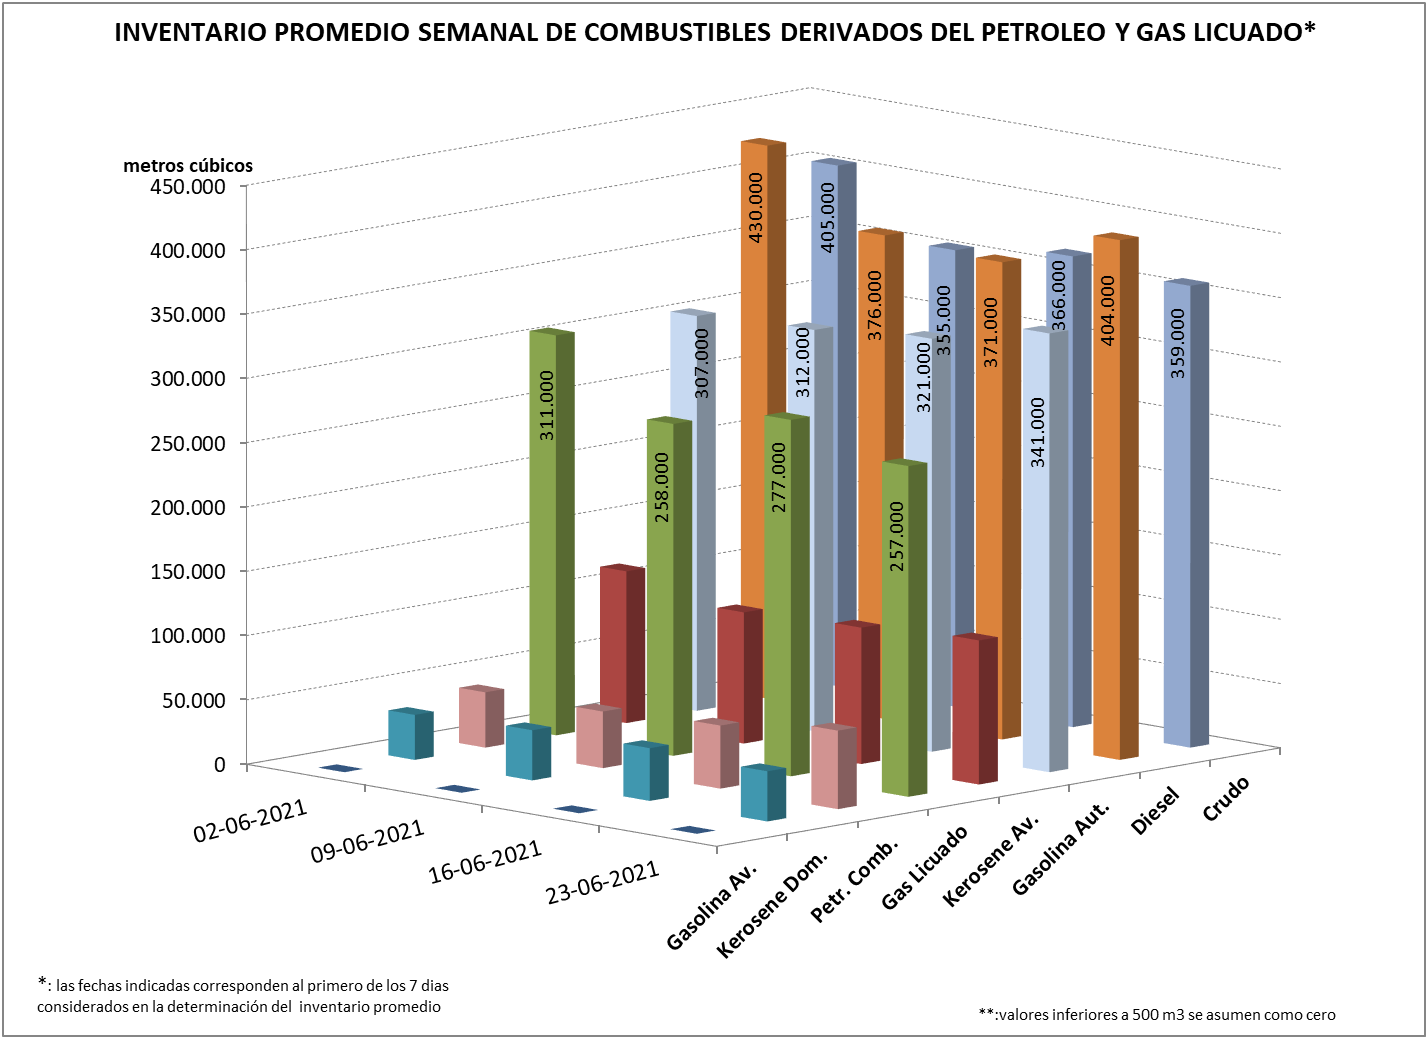 INVENTARIO PROMEDIO SEMANAL DE COMBUSTIBLES DERIVADOS DEL PETROLEO Y GAS LICUADO*
metros cúbicos
450.000
400.000
350.000
300.000
250.000
200.000
150.000
100.000
50.000
0
430.000
405.000
376.000
355.000
371.000
366.000
404.000
359.000
307.000
312.000
321.000
341.000
311.000
258.000
277.000
257.000
02-06-2021
09-06-2021
16-06-2021
23-06-2021
Gasolina Av.
Kerosene Dom.
Petr. Comb.
Gas Licuado
Kerosene Av.
Gasolina Aut.
Diesel
Crudo
*: las fechas indicadas corresponden al primero de los 7 dias
considerados en la determinación del inventario promedio
**:valores inferiores a 500 m3 se asumen como cero